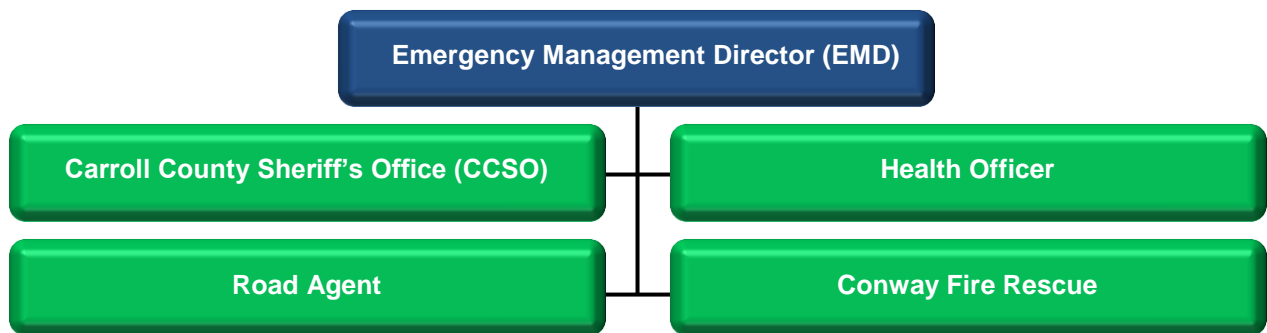 Emergency Management Director (EMD)
Carroll County Sheriff’s Office (CCSO)
Health Officer
Road Agent
Conway Fire Rescue